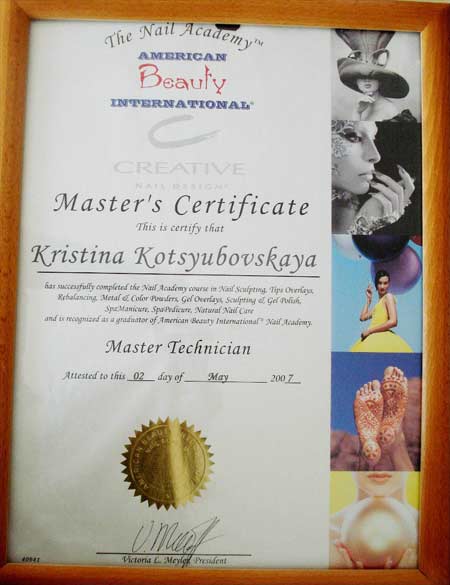 The Nail Academy™
AMERICAN
Beauty
INTERNATIONAL®
CREATIVE
NAIL DESIGN®
Master's Certificate
This is certify that
Kristina Kotsyubovskaya
has successfully completed the Nail Academy course in Nail Sculpting, Tips Overlays,
Rebalancing, Metal & Color Powders, Gel Overlays, Sculpting & Gel Polish,
SpaManicure, SpaPedicure, Natural Nail Care
and is recognized as a graduator of American Beauty International™ Nail Academy.
Master Technician
Attested to this 02 day of May 2007
Victoria L. Meyloy, President